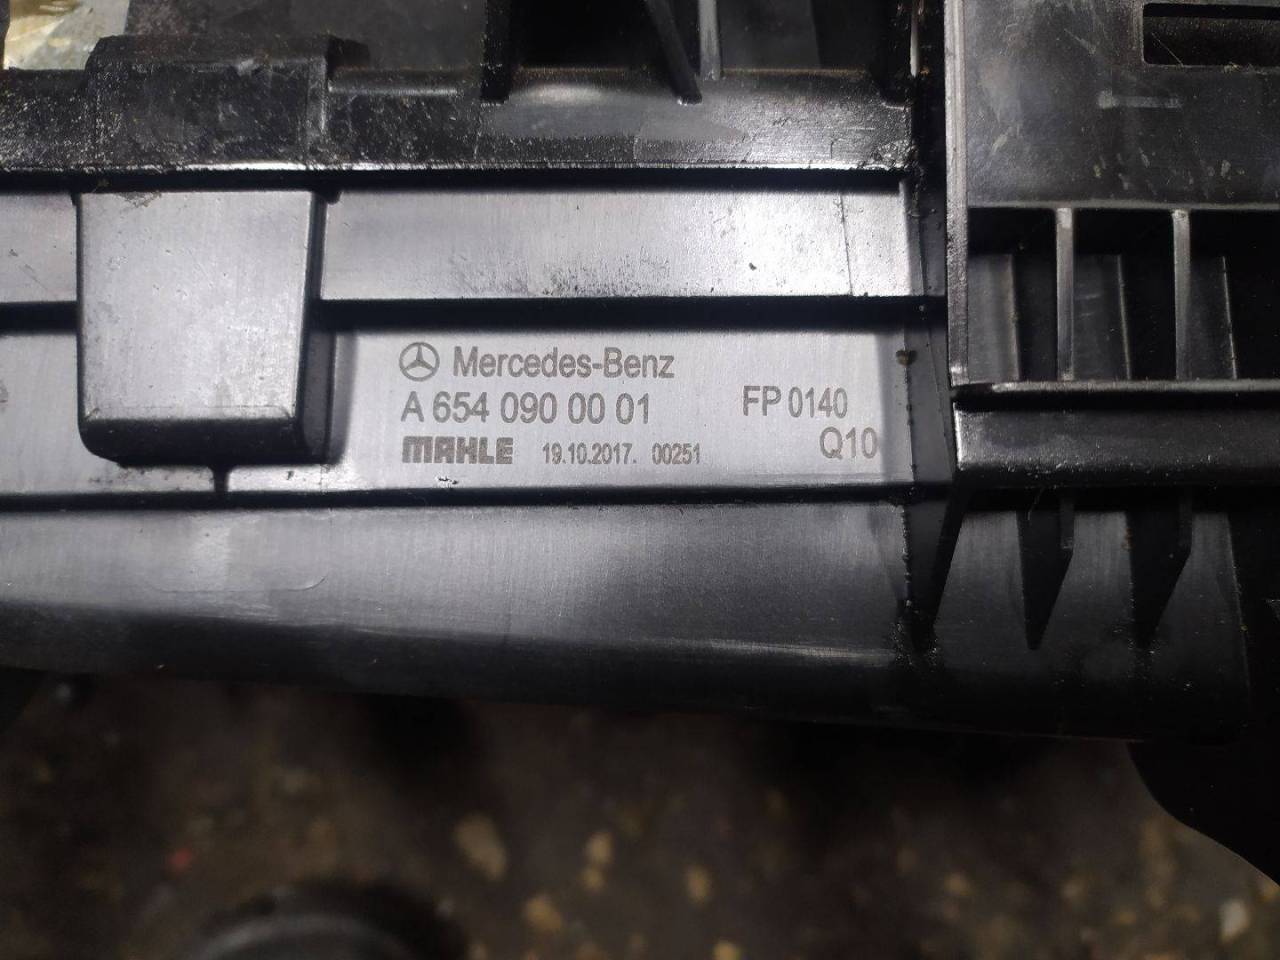 Mercedes-Benz
A 654 090 00 01
FP 0140
MAHLE 19.10.2017. 00251
Q10